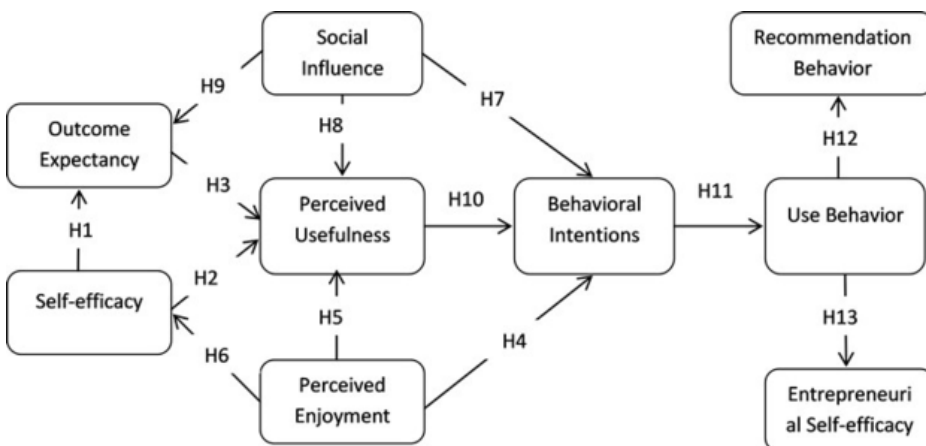 Social
Influence
Recommendation
Behavior
H9
H7
Outcome
Expectancy
H8
H12
H3
Perceived
Usefulness
H10
Behavioral
Intentions
H11
Use Behavior
H1
Self-efficacy
H2
H5
H4
H13
H6
Perceived
Enjoyment
Entrepreneuri
al Self-efficacy